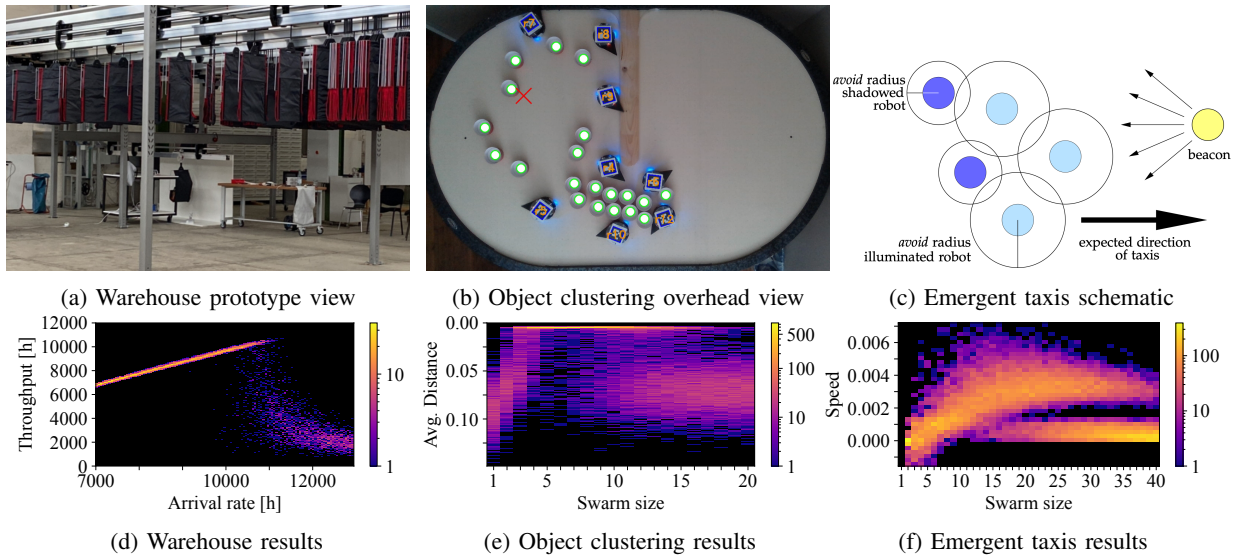 avoid radius
shadowed
robot
beacon
avoid radius
illuminated robot
expected direction
of taxis
(a) Warehouse prototype view
(b) Object clustering overhead view
(c) Emergent taxis schematic
12000
10000
8000
6000
4000
2000
0
Throughput [h]
7000
10000
12000
Arrival rate [h]
10
1
0.00
0.05
0.10
Avg. Distance
1
5
10
15
20
Swarm size
500
100
50
10
5
1
0.006
0.004
0.002
0.000
Speed
1
5
10
15
20
25
30
35
40
Swarm size
100
10
1
(d) Warehouse results
(e) Object clustering results
(f) Emergent taxis results